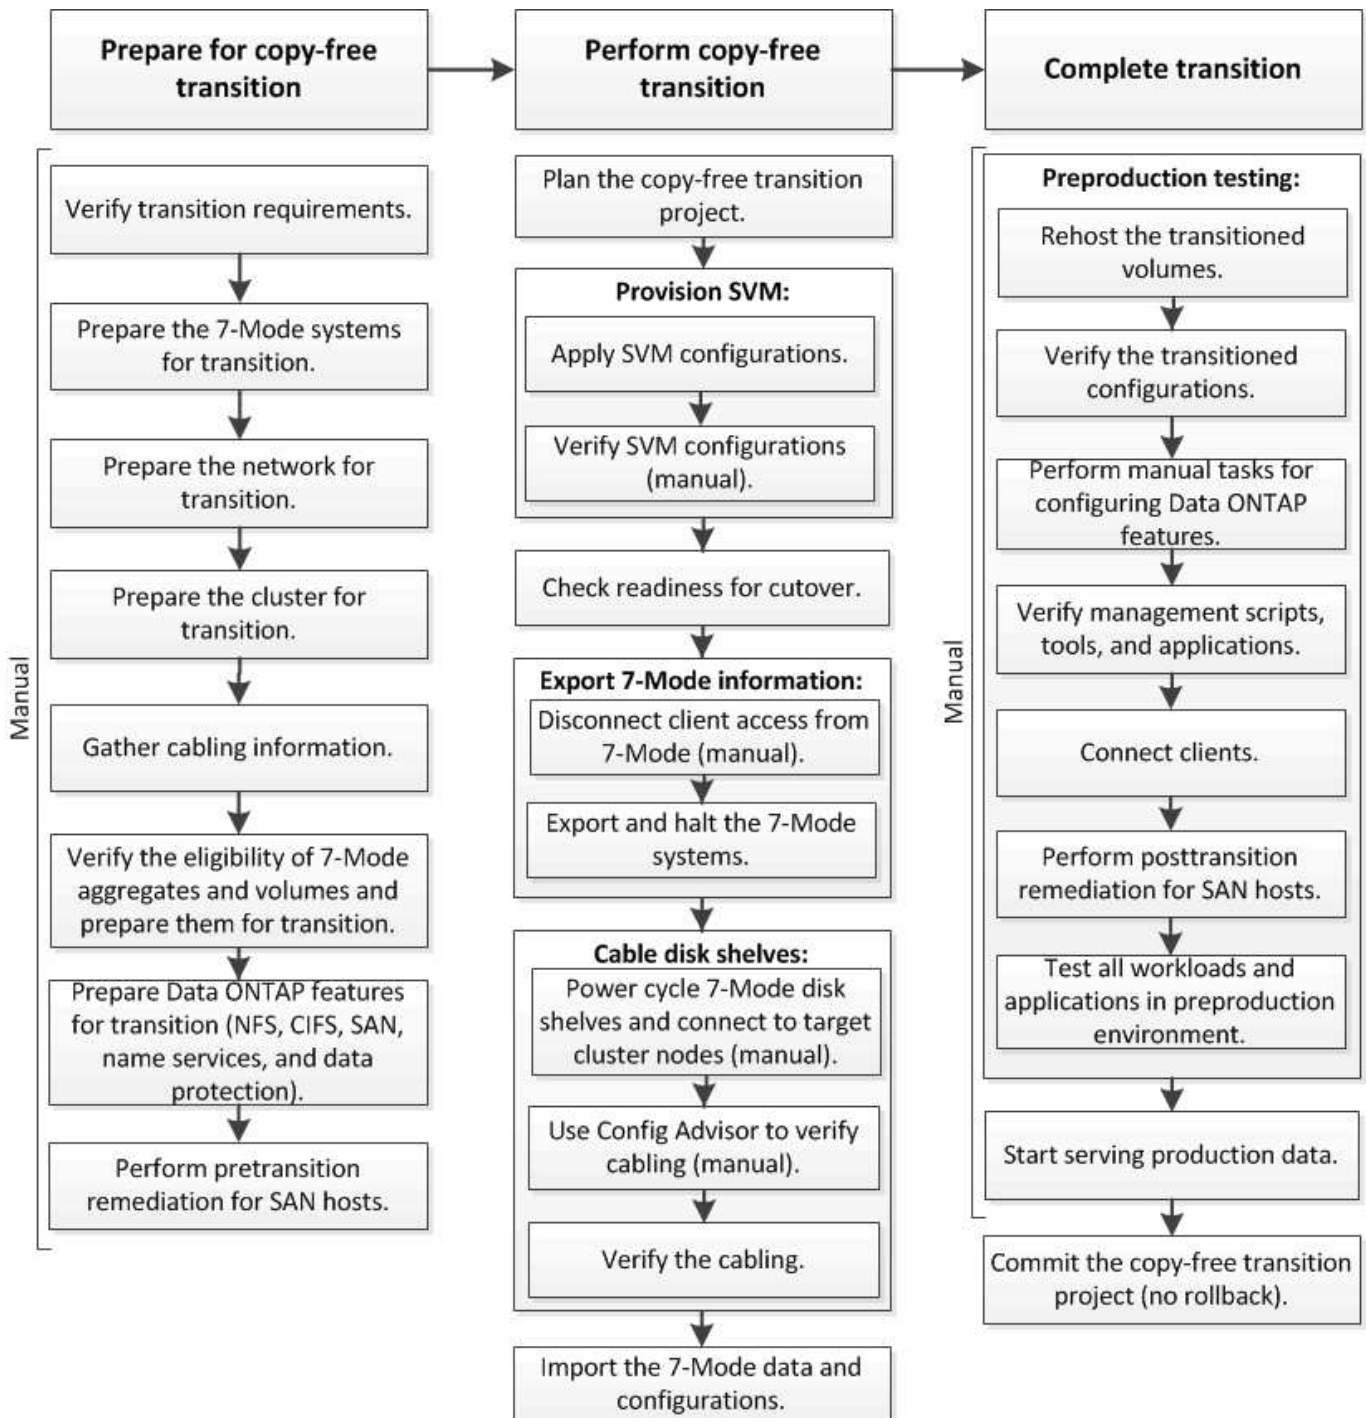 Prepare for copy-free
transition
Perform copy-free
transition
Complete transition
Manual
Verify transition requirements.
Prepare the 7-Mode systems
for transition.
Prepare the network for
transition.
Prepare the cluster for
transition.
Gather cabling information.
Verify the eligibility of 7-Mode
aggregates and volumes and
prepare them for transition.
Prepare Data ONTAP features
for transition (NFS, CIFS, SAN,
name services, and data
protection).
Perform pretransition
remediation for SAN hosts.
Plan the copy-free transition
project.
Provision SVM:
Apply SVM configurations.
Verify SVM configurations
(manual).
Check readiness for cutover.
Export 7-Mode information:
Disconnect client access from
7-Mode (manual).
Export and halt the 7-Mode
systems.
Cable disk shelves:
Power cycle 7-Mode disk
shelves and connect to target
cluster nodes (manual).
Use Config Advisor to verify
cabling (manual).
Verify the cabling.
Import the 7-Mode data and
configurations.
Manual
Preproduction testing:
Rehost the transitioned
volumes.
Verify the transitioned
configurations.
Perform manual tasks for
configuring Data ONTAP
features.
Verify management scripts,
tools, and applications.
Connect clients.
Perform posttransition
remediation for SAN hosts.
Test all workloads and
applications in preproduction
environment.
Start serving production data.
Commit the copy-free transition
project (no rollback).